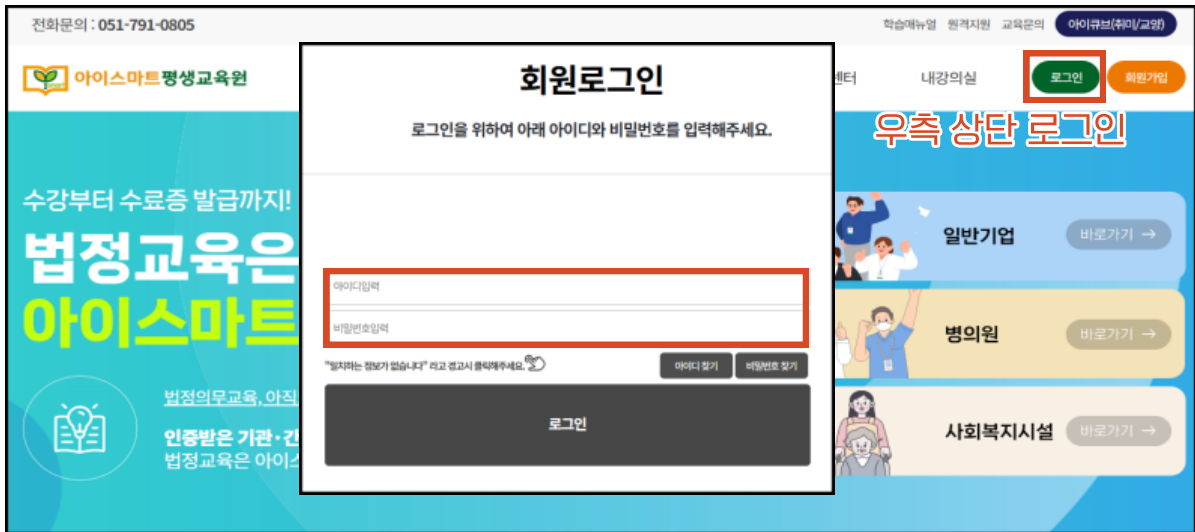 전화문의 : 051-791-0805
학습매뉴얼 원격지원 교육문의 아이큐브(취미/교양)
아이스마트평생교육원
센터 내강의실 로그인 회원가입
우측 상단 로그인
회원로그인
로그인을 위하여 아래 아이디와 비밀번호를 입력해주세요.
아이디입력
비밀번호입력
"일치하는 정보가 없습니다" 라고 경고시 클릭해주세요.
아이디 찾기 비밀번호 찾기
로그인
수강부터 수료증 발급까지!
법정교육은
아이스마트
법정의무교육, 아직
인증받은 기관·간
법정교육은 아이스
일반기업 바로가기 →
병의원 바로가기 →
사회복지시설 바로가기 →